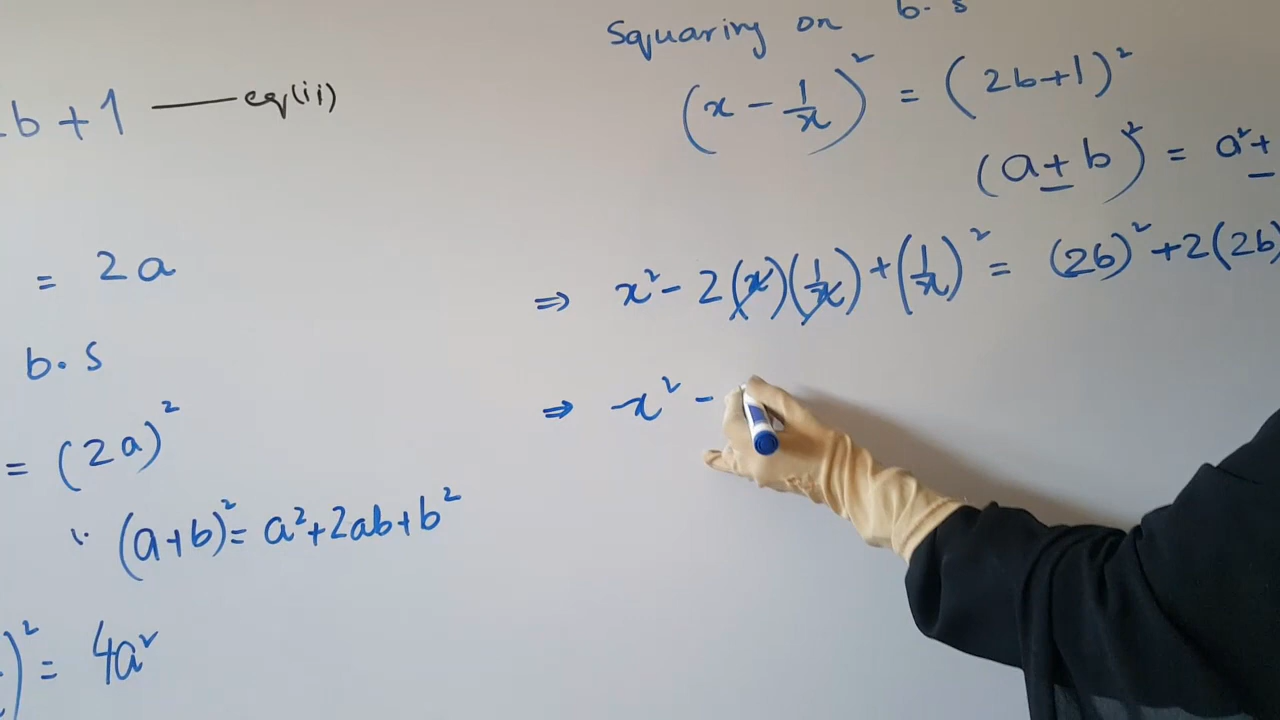 b + 1 —— eq(ii)
= 2a
b.s
= (2a)²
∵ (a+b)² = a²+2ab+b²
)² = 4a²
Squaring on b.s
(x - 1/x)² = (2b+1)²
(a+b)² = a²+
⇒ x² - 2(x)(1/x) + (1/x)² = (2b)² + 2(2b)
⇒ x² -